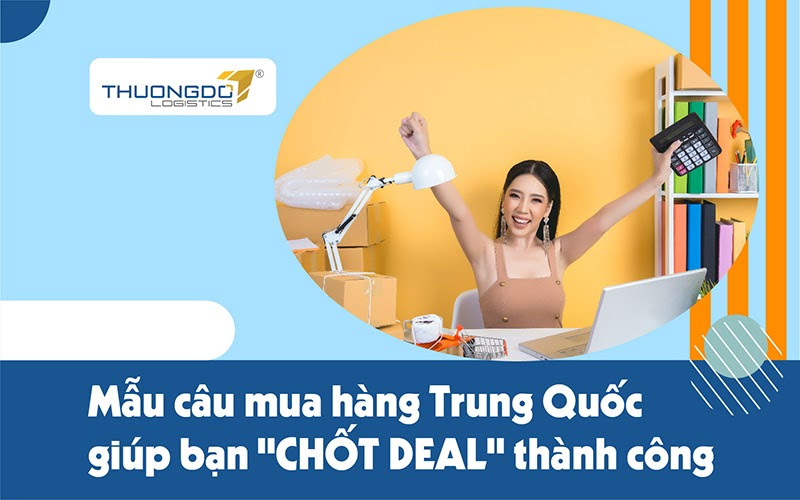 THUONGDO
LOGISTICS
®
Mẫu câu mua hàng Trung Quốc
giúp bạn "CHỐT DEAL" thành công